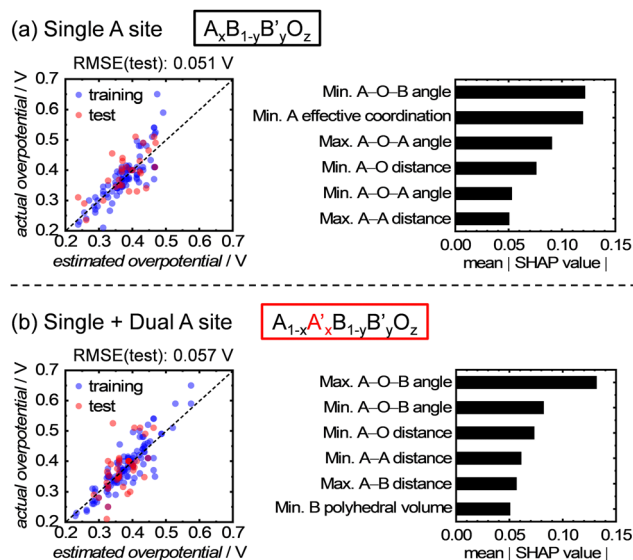 (a) Single A site
AₓB₁₋yB'yO_z
RMSE(test): 0.051 V
actual overpotential / V
0.7
0.6
0.5
0.4
0.3
0.2
training
test
0.2 0.3 0.4 0.5 0.6 0.7
estimated overpotential / V
Min. A–O–B angle
Min. A effective coordination
Max. A–O–A angle
Min. A–O distance
Min. A–O–A angle
Max. A–A distance
0.00 0.05 0.10
mean | SHAP value |
(b) Single + Dual A site
A₁₋ₓA'ₓB₁₋yB'yO_z
RMSE(test): 0.057 V
actual overpotential / V
0.7
0.6
0.5
0.4
0.3
0.2
training
test
0.2 0.3 0.4 0.5 0.6 0.7
estimated overpotential / V
Max. A–O–B angle
Min. A–O–B angle
Min. A–O distance
Min. A–A distance
Max. A–B distance
Min. B polyhedral volume
0.00 0.05 0.10
mean | SHAP value |